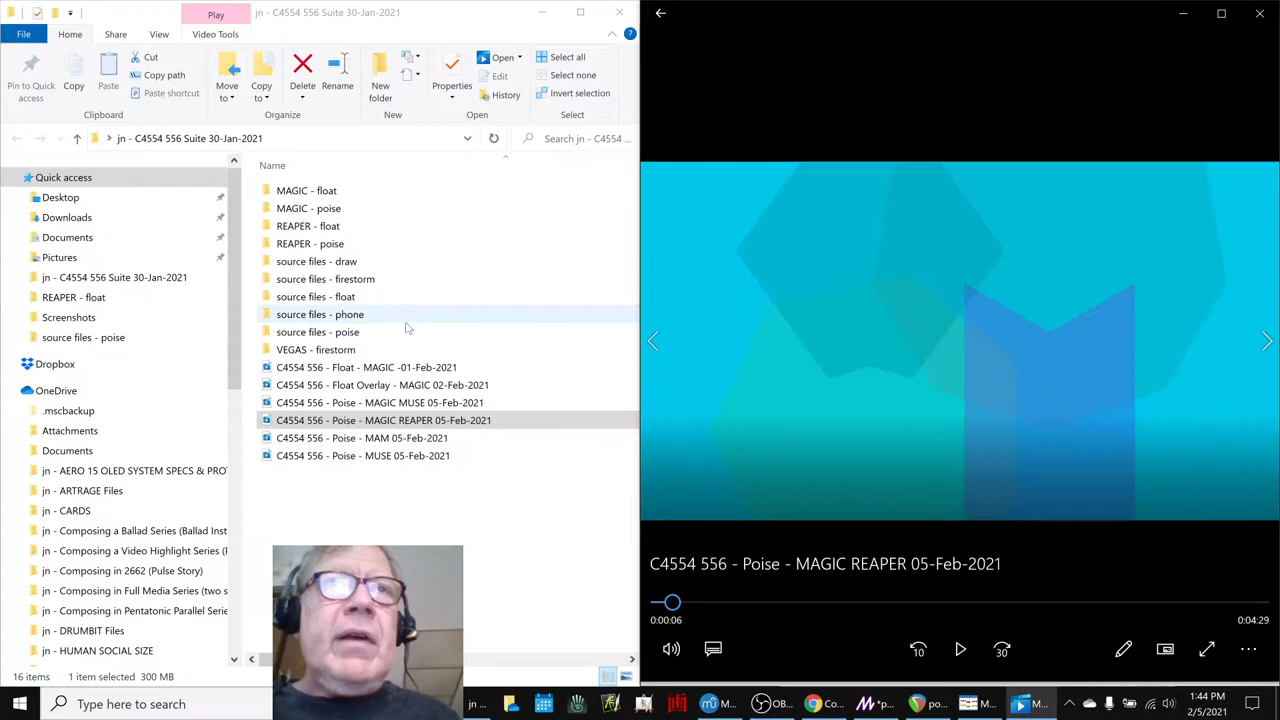 Play
jn - C4554 556 Suite 30-Jan-2021
File
Home
Share
View
Video Tools
Pin to Quick access
Copy
Paste
Cut
Copy path
Paste shortcut
Clipboard
Move to
Copy to
Delete
Rename
Organize
New folder
New
Properties
Open
Edit
History
Open
Select all
Select none
Invert selection
Select
jn - C4554 556 Suite 30-Jan-2021
Search jn - C4554 ...
Quick access
Desktop
Downloads
Documents
Pictures
jn - C4554 556 Suite 30-Jan-2021
REAPER - float
Screenshots
source files - poise
Dropbox
OneDrive
.mscbackup
Attachments
Documents
jn - AERO 15 OLED SYSTEM SPECS & PRO
jn - ARTRAGE Files
jn - CARDS
jn - Composing a Ballad Series (Ballad Inst
jn - Composing a Video Highlight Series (F
jn - Composing in 2662 (Pulse Story)
jn - Composing in Full Media Series (two s
jn - Composing in Pentatonic Parallel Serie
jn - DRUMBIT Files
jn - HUMAN SOCIAL SIZE
Name
MAGIC - float
MAGIC - poise
REAPER - float
REAPER - poise
source files - draw
source files - firestorm
source files - float
source files - phone
source files - poise
VEGAS - firestorm
C4554 556 - Float - MAGIC -01-Feb-2021
C4554 556 - Float Overlay - MAGIC 02-Feb-2021
C4554 556 - Poise - MAGIC MUSE 05-Feb-2021
C4554 556 - Poise - MAGIC REAPER 05-Feb-2021
C4554 556 - Poise - MAM 05-Feb-2021
C4554 556 - Poise - MUSE 05-Feb-2021
16 items
1 item selected
300 MB
C4554 556 - Poise - MAGIC REAPER 05-Feb-2021
0:00:06
0:04:29
10
30
Type here to search
jn ...
M...
OB...
Co...
*p...
po...
M...
M...
1:44 PM
2/5/2021